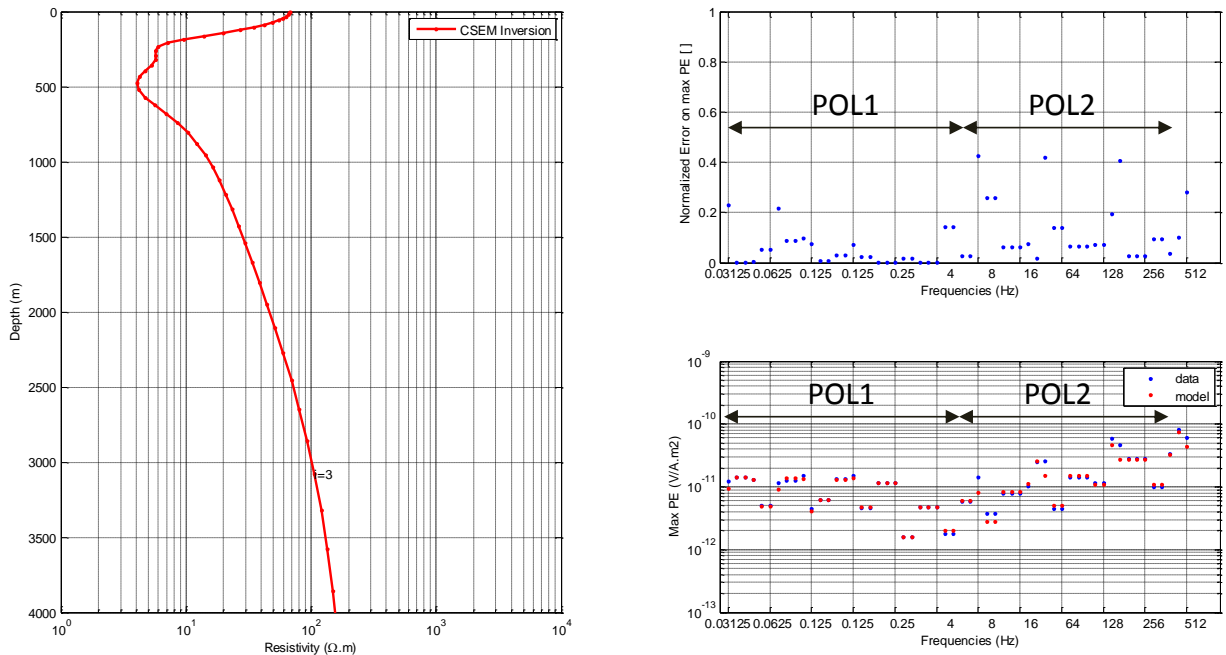 0
500
1000
1500
2000
2500
3000
3500
4000
Depth (m)
CSEM Inversion
i=3
10^0 10^1 10^2 10^3 10^4
Resistivity (Ω.m)
1
0.8
0.6
0.4
0.2
0
Normalized Error on max PE [ ]
POL1 POL2
0.03125 0.0625 0.125 0.125 0.25 4 8 16 64 128 256 512
Frequencies (Hz)
10^-9
10^-10
10^-11
10^-12
10^-13
Max PE (V/A.m2)
data
model
POL1 POL2
0.03125 0.0625 0.125 0.125 0.25 4 8 16 64 128 256 512
Frequencies (Hz)